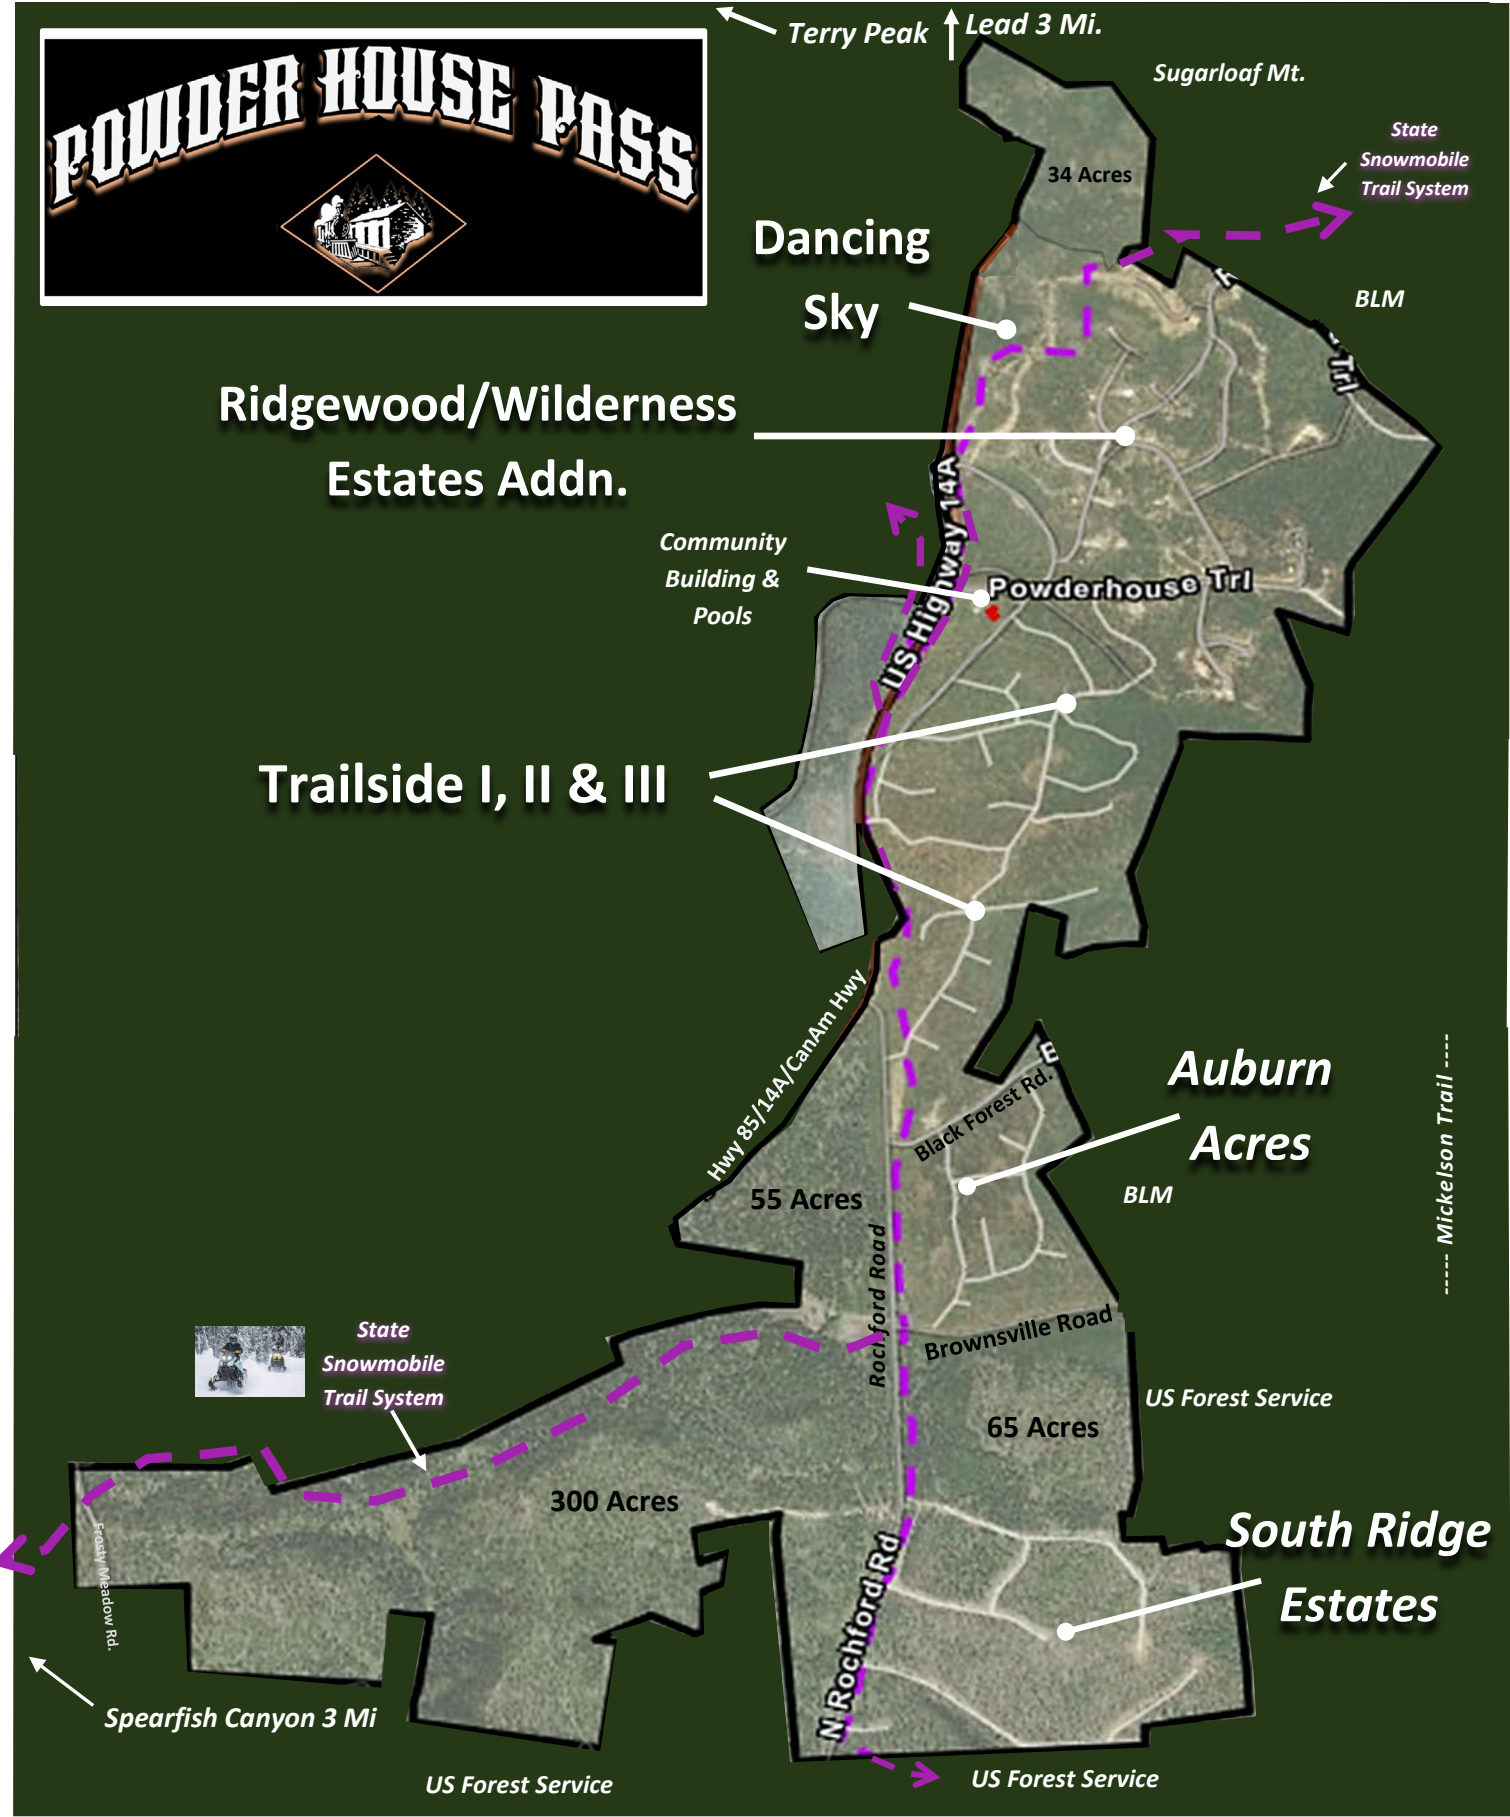 POWDER HOUSE PASS
Terry Peak
Lead 3 Mi.
Sugarloaf Mt.
State
Snowmobile
Trail System
34 Acres
Dancing
Sky
BLM
Trl
Ridgewood/Wilderness
Estates Addn.
US Highway 14A
Community
Building &
Pools
Powderhouse Trl
Trailside I, II & III
Hwy 85/14A/CanAm Hwy
Black Forest Rd.
Auburn
Acres
----- Mickelson Trail ----
BLM
55 Acres
Rochford Road
Brownsville Road
State
Snowmobile
Trail System
US Forest Service
65 Acres
300 Acres
Frosty Meadow Rd.
South Ridge
Estates
N Rochford Rd
Spearfish Canyon 3 Mi
US Forest Service
US Forest Service